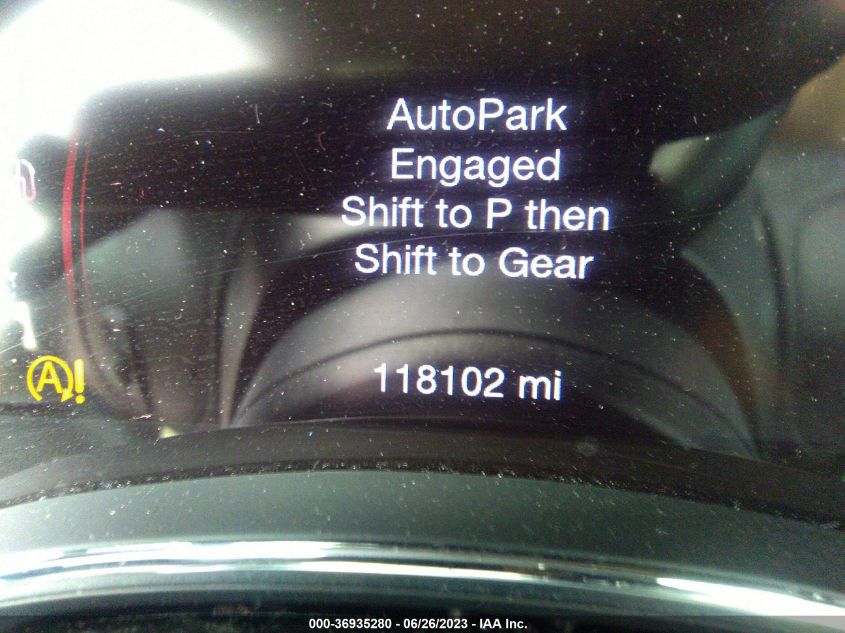 AutoPark
Engaged
Shift to P then
Shift to Gear
118102 mi
A!
000-36935280 - 06/26/2023 - IAA Inc.